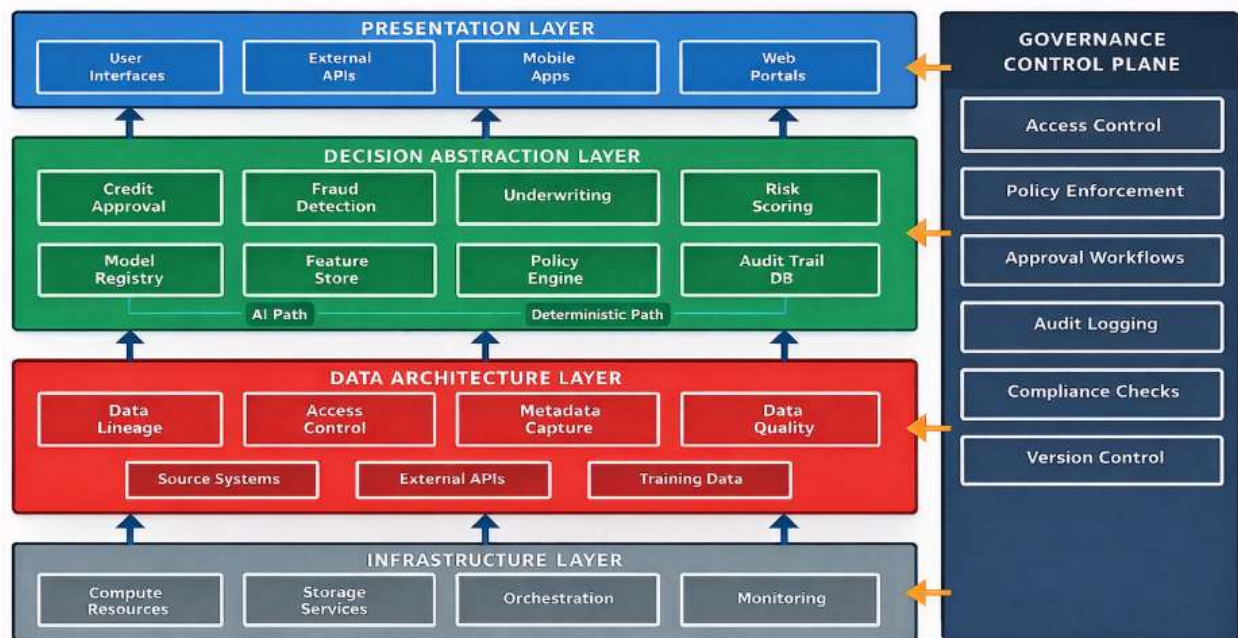 PRESENTATION LAYER
User
Interfaces
External
APIs
Mobile
Apps
Web
Portals
DECISION ABSTRACTION LAYER
Credit
Approval
Fraud
Detection
Underwriting
Risk
Scoring
Model
Registry
Feature
Store
Policy
Engine
Audit Trail
DB
AI Path
Deterministic Path
DATA ARCHITECTURE LAYER
Data
Lineage
Access
Control
Metadada
Capture
Data
Quality
Source Systems
External APIs
Training Data
INFRASTRUCTURE LAYER
Compute
Resources
Storage
Services
Orchestration
Monitoring
GOVERNANCE
CONTROL PLANE
Access Control
Policy Enforcement
Approval Workflows
Audit Logging
Compliance Checks
Version Control